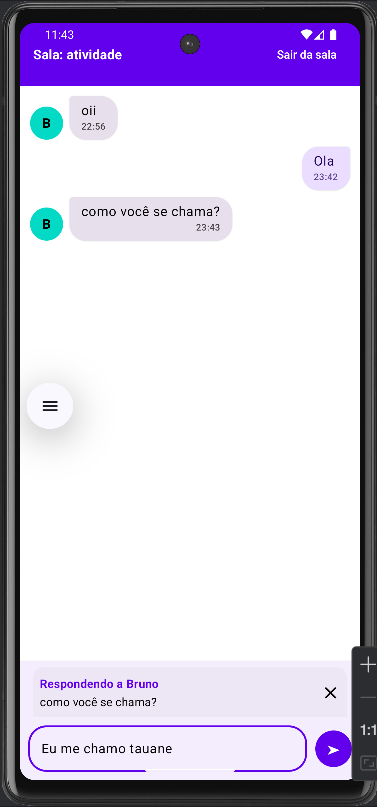 11:43
Sala: atividade
Sair da sala
B
oii
22:56
Ola
23:42
B
como você se chama?
23:43
Respondendo a Bruno
como você se chama?
Eu me chamo tauane
1:1